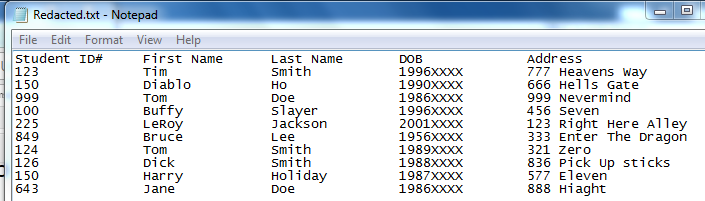 Redacted.txt - Notepad
File Edit Format View Help
Student ID# First Name Last Name DOB Address
123 Tim Smith 1996XXXX 777 Heavens Way
150 Diablo Ho 1990XXXX 666 Hells Gate
999 Tom Doe 1986XXXX 999 Nevermind
100 Buffy Slayer 1996XXXX 456 Seven
225 LeRoy Jackson 2001XXXX 123 Right Here Alley
849 Bruce Lee 1956XXXX 333 Enter The Dragon
124 Tom Smith 1989XXXX 321 Zero
126 Dick Smith 1988XXXX 836 Pick Up sticks
150 Harry Holiday 1987XXXX 577 Eleven
643 Jane Doe 1986XXXX 888 Hiaght